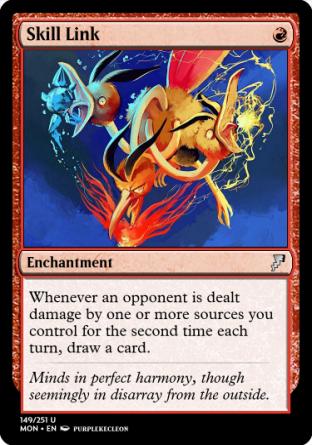 Skill Link
Enchantment
Whenever an opponent is dealt
damage by one or more sources you
control for the second time each
turn, draw a card.
Minds in perfect harmony, though
seemingly in disarray from the outside.
149/251 U
MON • EN PURPLEKECLEON